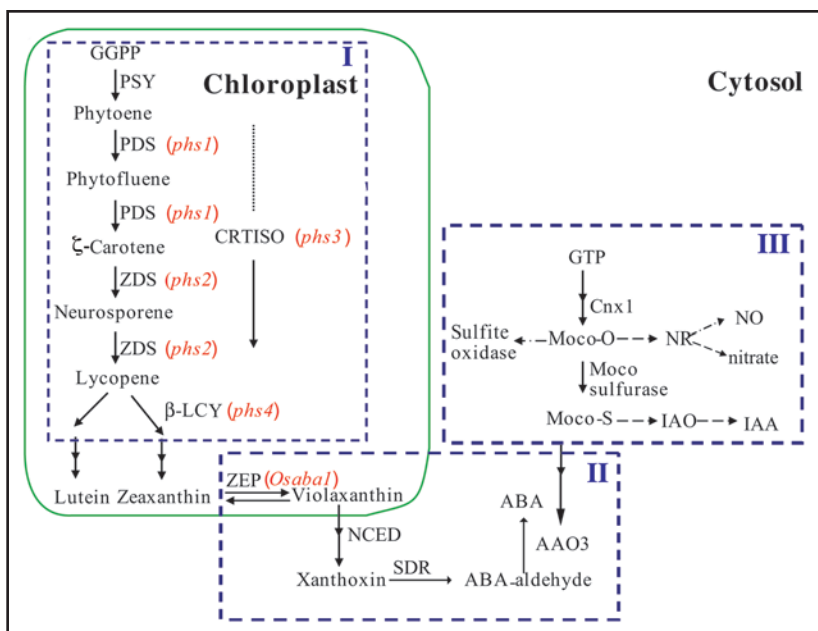 I
GGPP
PSY
Chloroplast
Cytosol
Phytoene
PDS (phs1)
Phytofluene
PDS (phs1)
ζ-Carotene
CRTISO (phs3)
ZDS (phs2)
Neurosporene
ZDS (phs2)
Lycopene
β-LCY (phs4)
Lutein Zeaxanthin
III
GTP
Cnx1
Sulfite
oxidase
Moco-O
NR
NO
nitrate
Moco
sulfurase
Moco-S
IAO
IAA
II
ZEP (Osaba1)
Violaxanthin
NCED
Xanthoxin
SDR
ABA-aldehyde
ABA
AAO3